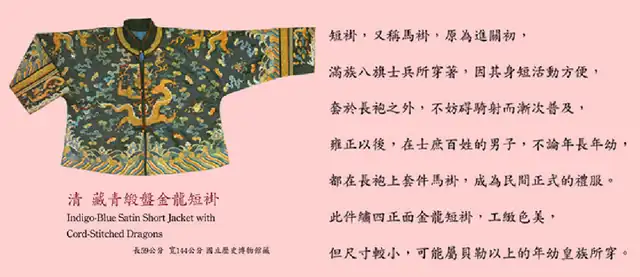 清 藏青緞盤金龍短褂
Indigo-Blue Satin Short Jacket with
Cord-Stitched Dragons
長59公分 寬144公分 國立歷史博物館藏
短褂，又稱馬褂，原為進關初，
滿族八旗士兵所穿著，因其身短活動方便，
套於長袍之外，不妨礙騎射而漸次普及，
雍正以後，在士庶百姓的男子，不論年長年幼，
都在長袍上套件馬褂，成為民間正式的禮服。
此件繡四正面金龍短褂，工緻色美，
但尺寸較小，可能屬貝勒以上的年幼皇族所穿。